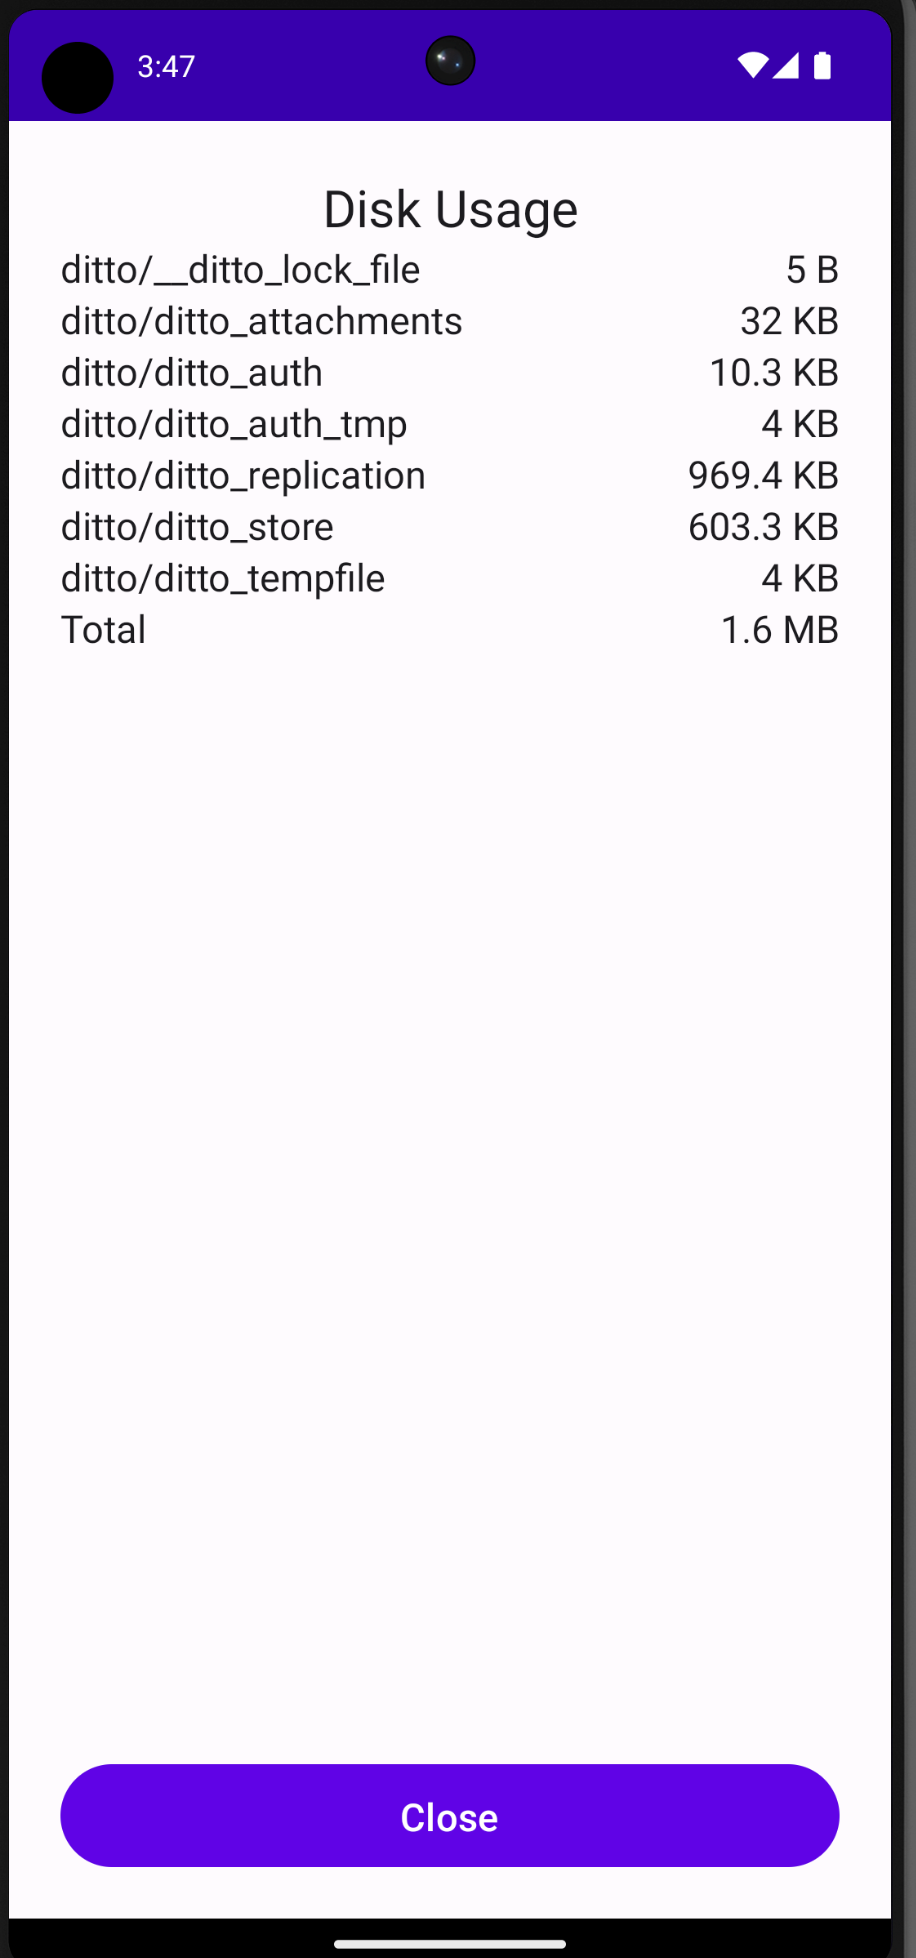 3:47
Disk Usage
ditto/__ditto_lock_file 5 B
ditto/ditto_attachments 32 KB
ditto/ditto_auth 10.3 KB
ditto/ditto_auth_tmp 4 KB
ditto/ditto_replication 969.4 KB
ditto/ditto_store 603.3 KB
ditto/ditto_tempfile 4 KB
Total 1.6 MB
Close